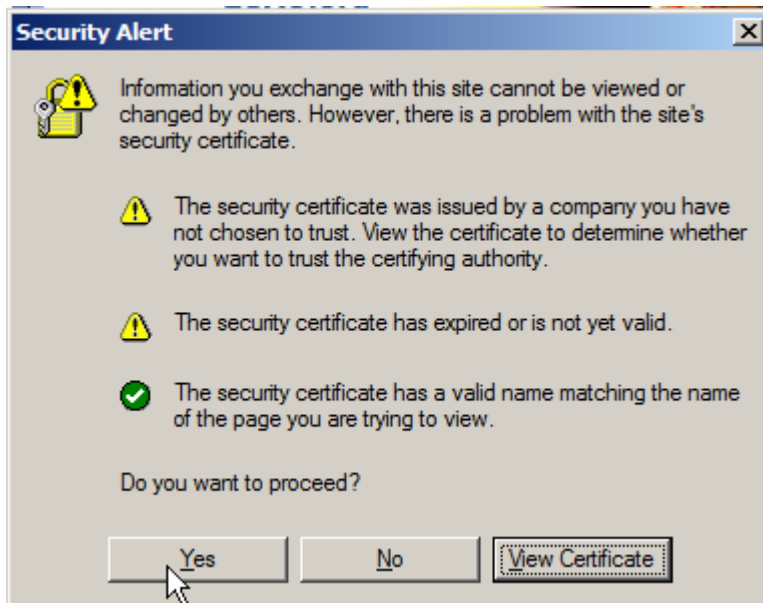 Security Alert
Information you exchange with this site cannot be viewed or
changed by others. However, there is a problem with the site's
security certificate.
The security certificate was issued by a company you have
not chosen to trust. View the certificate to determine whether
you want to trust the certifying authority.
The security certificate has expired or is not yet valid.
The security certificate has a valid name matching the name
of the page you are trying to view.
Do you want to proceed?
Yes
No
View Certificate